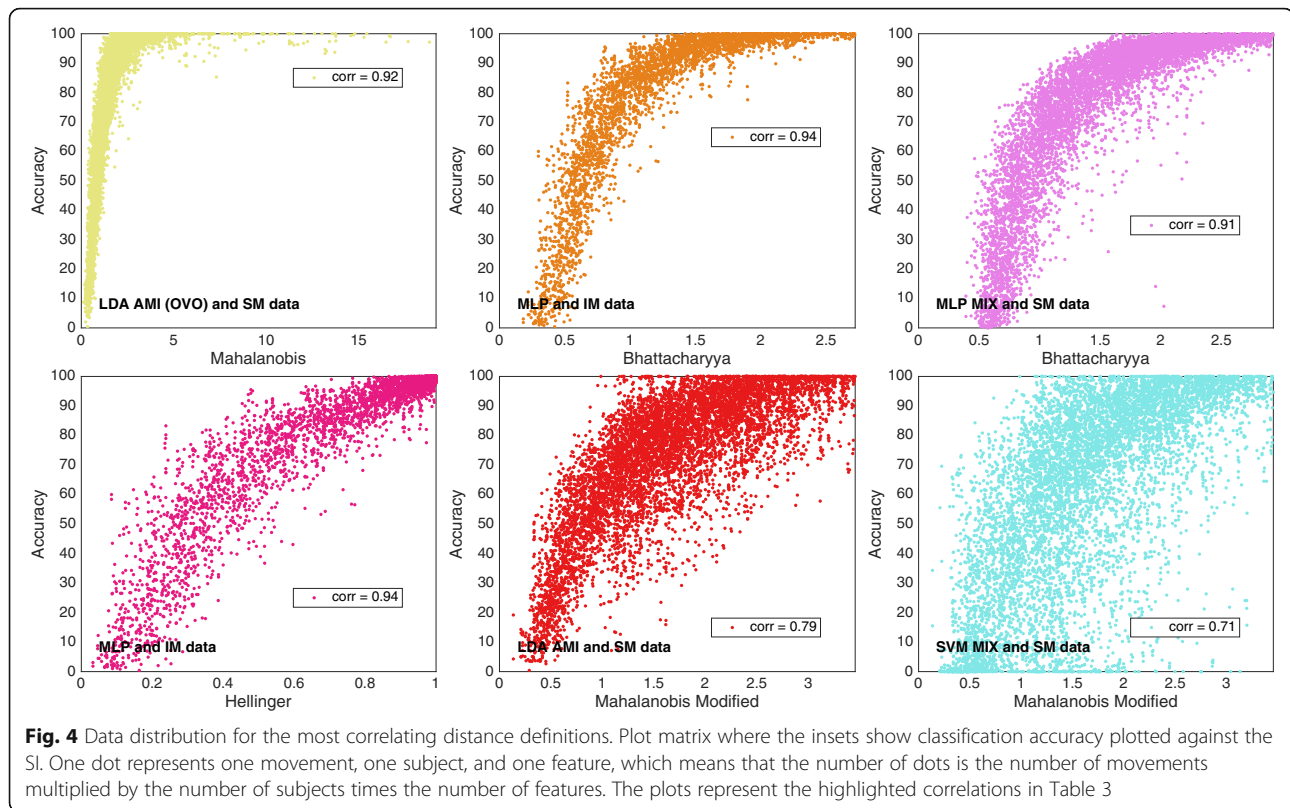 100
90
80
70
60
50
40
30
20
10
0
Accuracy
corr = 0.92
LDA AMI (OVO) and SM data
0 5 10 15
Mahalanobis
100
90
80
70
60
50
40
30
20
10
0
Accuracy
corr = 0.94
MLP and IM data
0 0.5 1 1.5 2 2.5
Bhattacharyya
100
90
80
70
60
50
40
30
20
10
0
Accuracy
corr = 0.91
MLP MIX and SM data
0 0.5 1 1.5 2 2.5
Bhattacharyya
100
90
80
70
60
50
40
30
20
10
0
Accuracy
corr = 0.94
MLP and IM data
0 0.2 0.4 0.6 0.8 1
Hellinger
100
90
80
70
60
50
40
30
20
10
0
Accuracy
corr = 0.79
LDA AMI and SM data
0 0.5 1 1.5 2 2.5 3
Mahalanobis Modified
100
90
80
70
60
50
40
30
20
10
0
Accuracy
corr = 0.71
SVM MIX and SM data
0 0.5 1 1.5 2 2.5 3
Mahalanobis Modified
Fig. 4 Data distribution for the most correlating distance definitions. Plot matrix where the insets show classification accuracy plotted against the
SI. One dot represents one movement, one subject, and one feature, which means that the number of dots is the number of movements
multiplied by the number of subjects times the number of features. The plots represent the highlighted correlations in Table 3